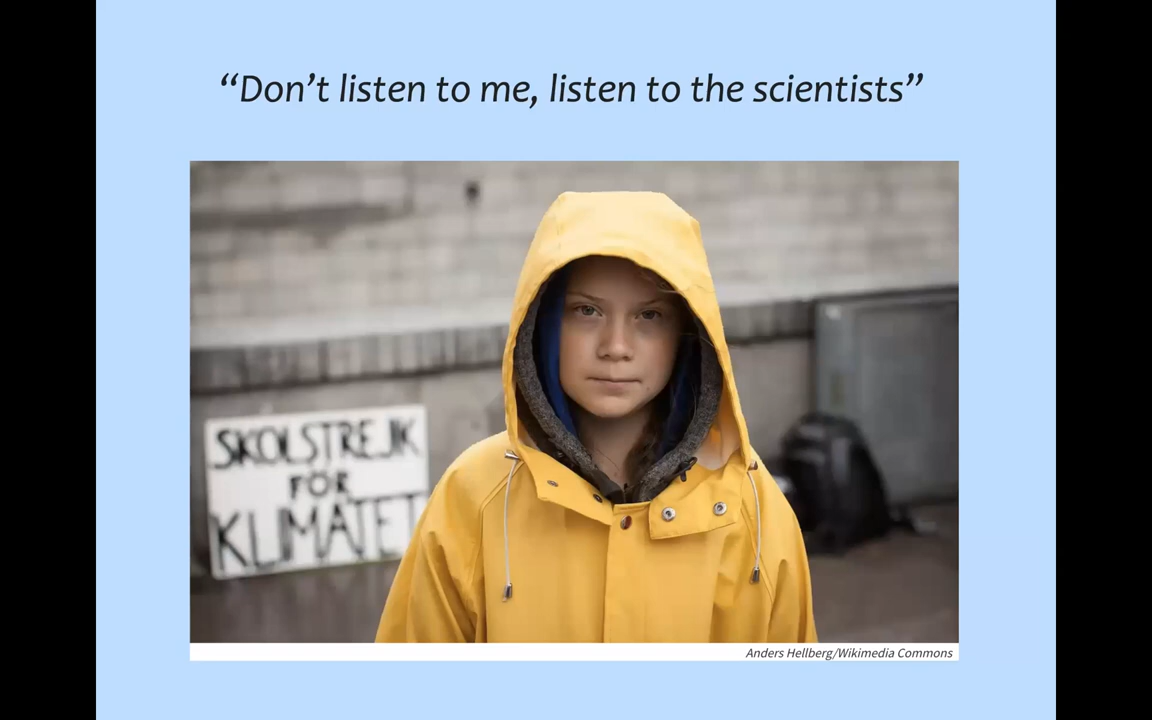 “Don’t listen to me, listen to the scientists”
SKOLSTREJK
FÖR
KLIMATET
Anders Hellberg/Wikimedia Commons